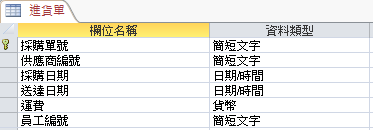 進貨單
欄位名稱 資料類型
採購單號 簡短文字
供應商編號 簡短文字
採購日期 日期/時間
送達日期 日期/時間
運費 貨幣
員工編號 簡短文字